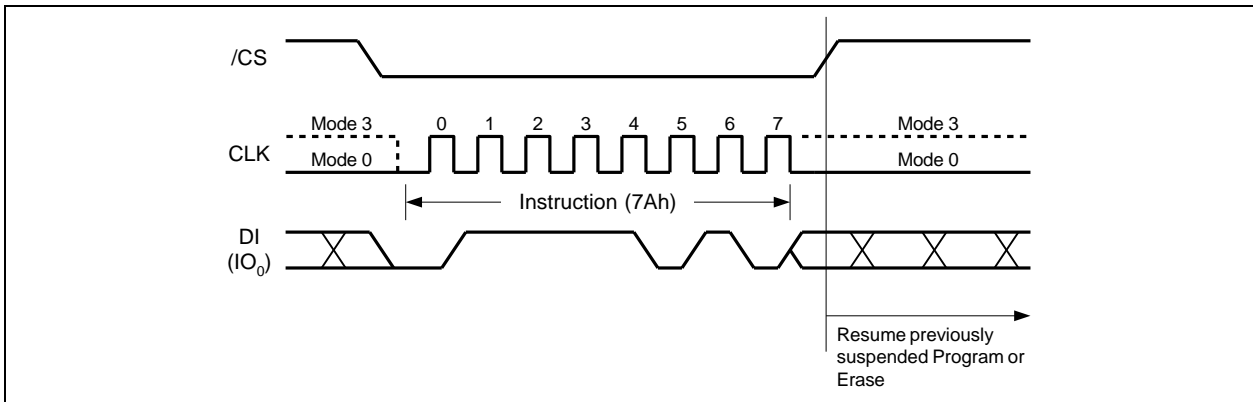 /CS
Mode 3
0 1 2 3 4 5 6 7
Mode 3
CLK
Mode 0
Mode 0
Instruction (7Ah)
DI
(IO0)
Resume previously
suspended Program or
Erase